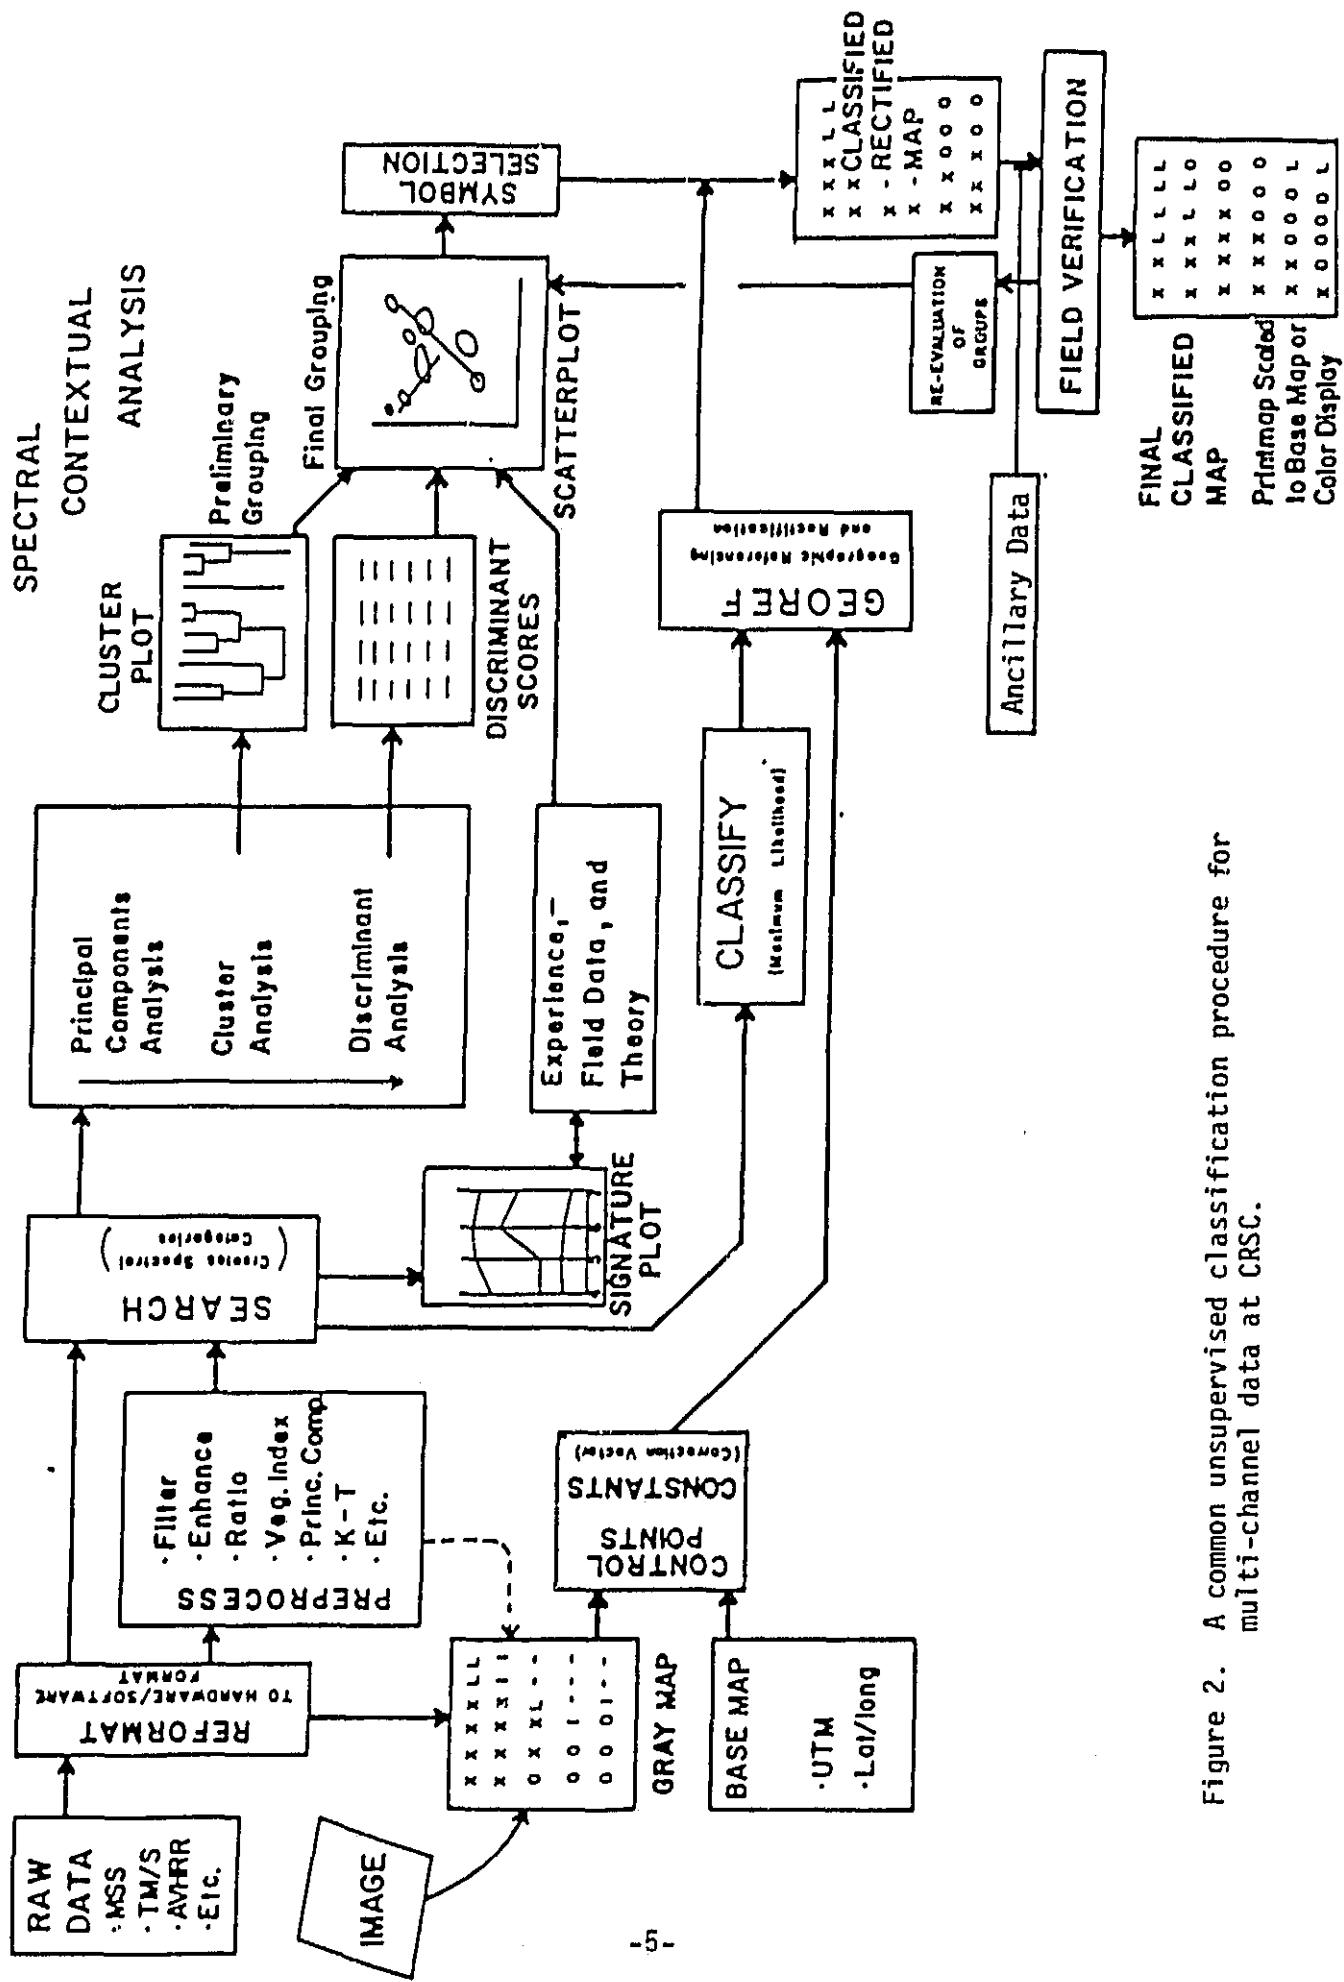 SPECTRAL
CONTEXTUAL
ANALYSIS
RAW
DATA
·MSS
·TM/S
·AVHRR
·Etc.
REFORMAT
TO HARDWARE/SOFTWARE
FORMAT
PREPROCESS
·Filter
·Enhance
·Ratio
·Veg. Index
·Princ. Comp
·K-T
·Etc.
SEARCH
(Creates Spectral
Categories)
Principal
Components
Analysis
Cluster
Analysis
Discriminant
Analysis
CLUSTER
PLOT
Preliminary
Grouping
DISCRIMINANT
SCORES
Final Grouping
SCATTERPLOT
SYMBOL
SELECTION
SIGNATURE
PLOT
Experience,-
Field Data, and
Theory
IMAGE
X X X X L L
X X X X I I
O X X L - -
O O I - - -
O O O I - -
GRAY MAP
BASE MAP
·UTM
·Lat/long
CONTROL
POINTS
CONSTANTS
(Correction Vector)
CLASSIFY
(Maximum Likelihood)
GEOREF
Geographic Referencing
and Rectification
X X X L L
X X CLASSIFIED
X - RECTIFIED
X - MAP
X X O O O
X X X O O
Ancillary Data
RE-EVALUATION
OF
GROUPS
FIELD VERIFICATION
FINAL
CLASSIFIED
MAP
Printmap Scaled
to Base Map or
Color Display
X X L L L L
X X X L L O
X X X X O O
X X X O O O
X X O O O L
X O O O O L
Figure 2. A common unsupervised classification procedure for
multi-channel data at CRSC.
-5-